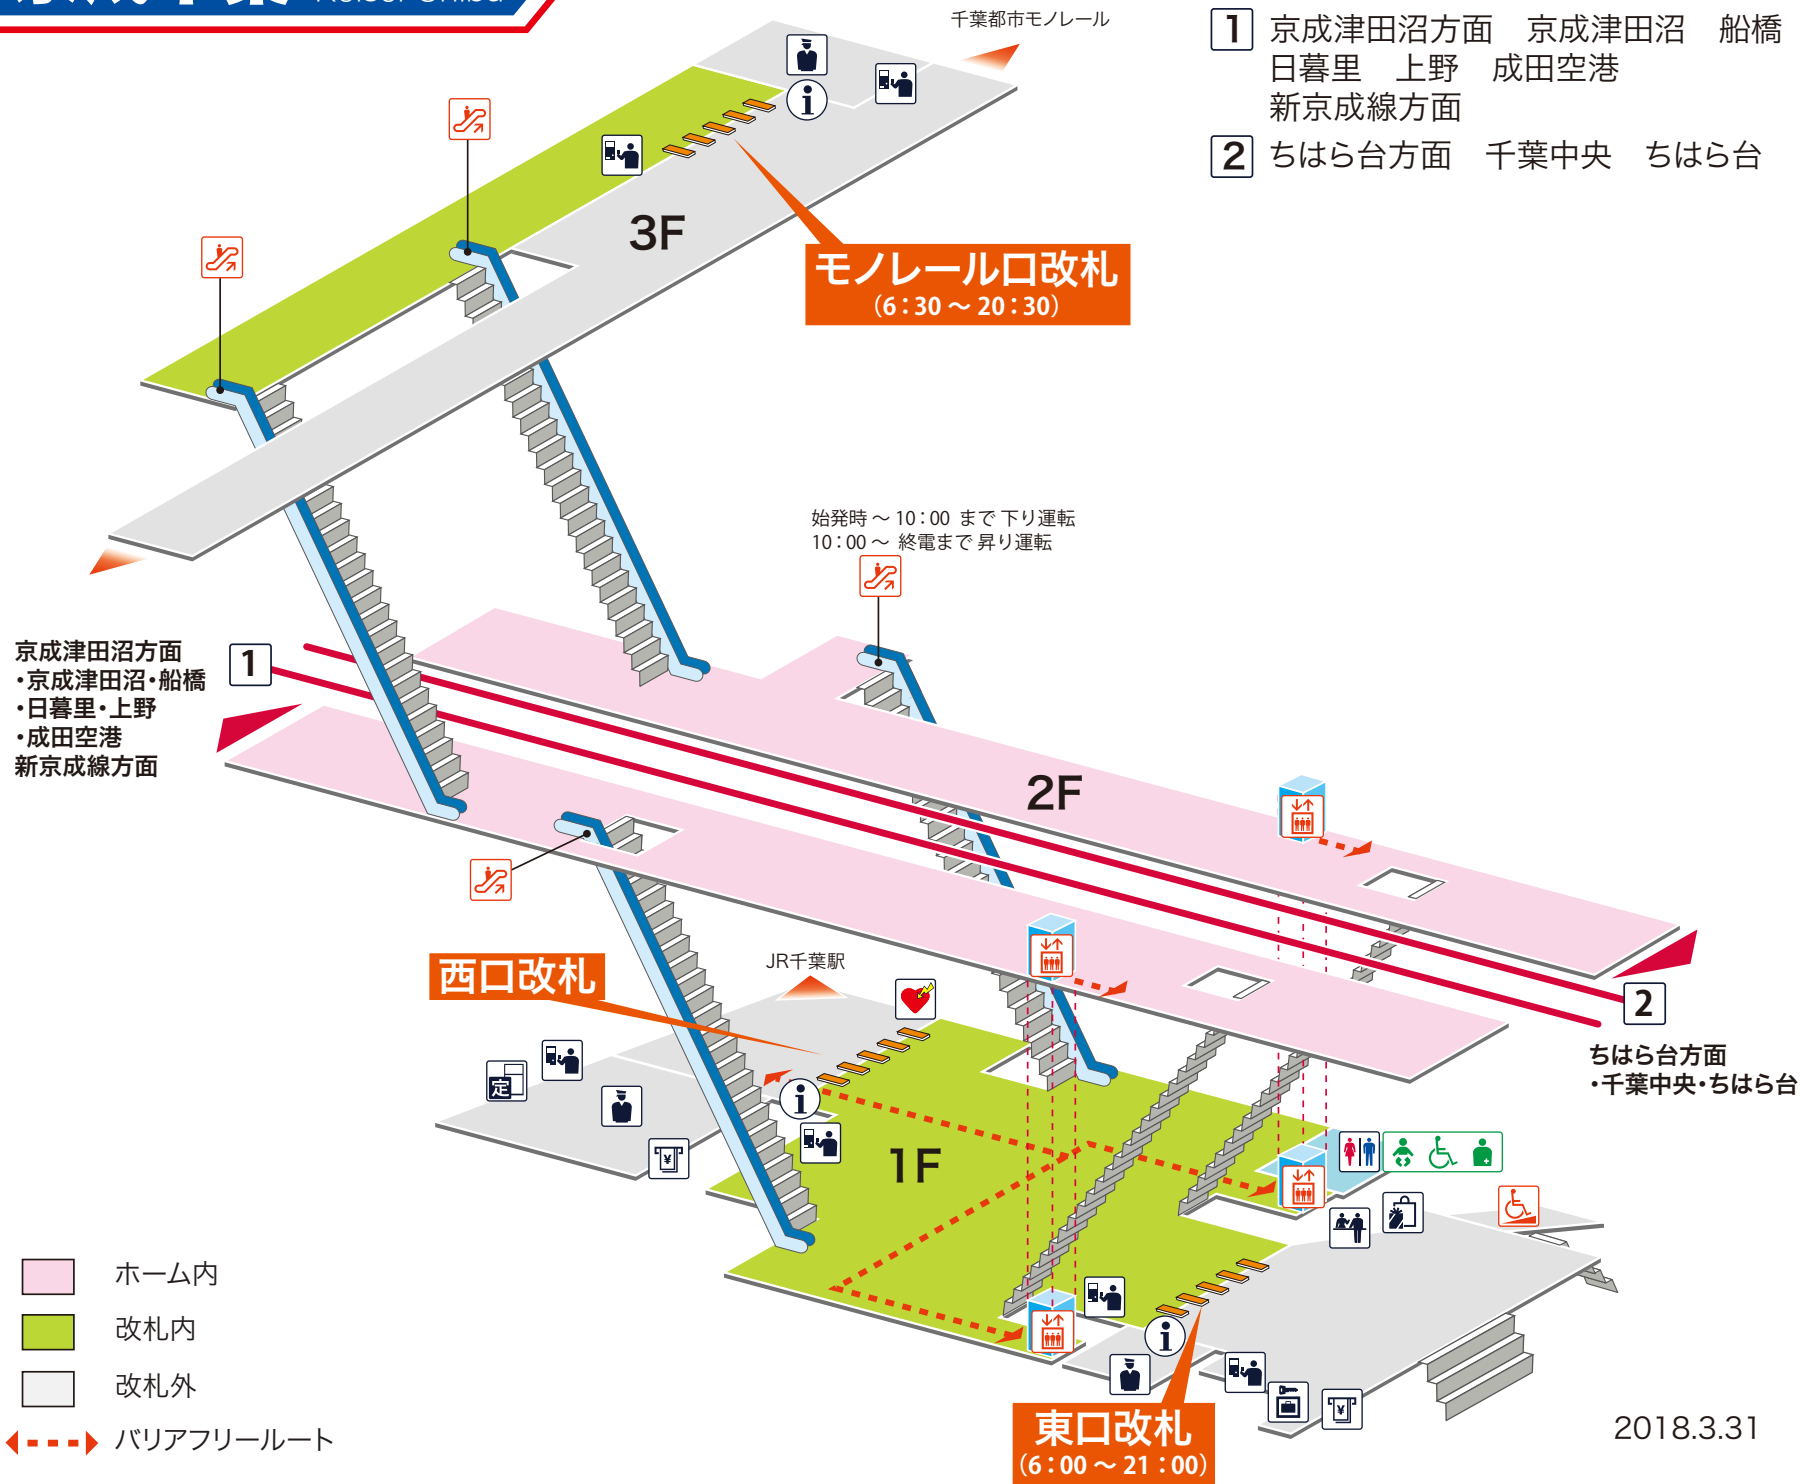 千葉都市モノレール
1 京成津田沼方面 京成津田沼 船橋
日暮里 上野 成田空港
新京成線方面
2 ちはら台方面 千葉中央 ちはら台
3F
モノレール口改札
(6:30～20:30)
始発時～10:00 まで下り運転
10:00～ 終電まで昇り運転
京成津田沼方面
・京成津田沼・船橋
・日暮里・上野
・成田空港
新京成線方面
1
2F
西口改札
JR千葉駅
2
ちはら台方面
・千葉中央・ちはら台
定
1F
ホーム内
改札内
改札外
バリアフリールート
東口改札
(6:00～21:00)
2018.3.31